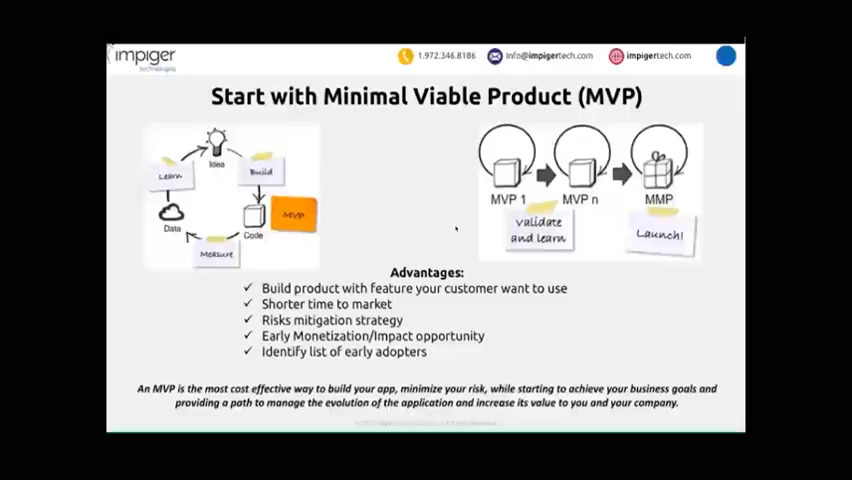 impiger
technologies
1.972.346.8186
info@impigertech.com
impigertech.com
Start with Minimal Viable Product (MVP)
Idea
Learn
Build
MVP
Data
Code
Measure
MVP 1
MVP n
MMP
Validate
and learn
Launch!
Advantages:
✓ Build product with feature your customer want to use
✓ Shorter time to market
✓ Risks mitigation strategy
✓ Early Monetization/Impact opportunity
✓ Identify list of early adopters
An MVP is the most cost effective way to build your app, minimize your risk, while starting to achieve your business goals and
providing a path to manage the evolution of the application and increase its value to you and your company.